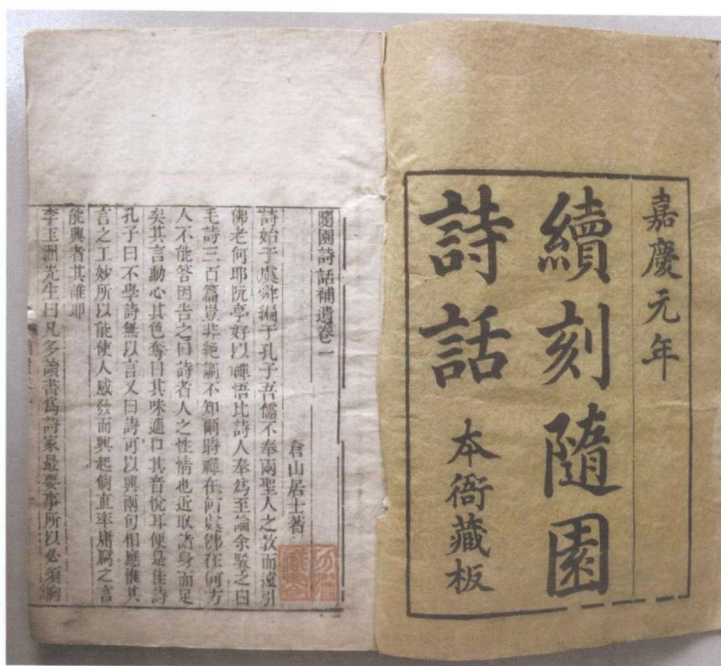 嘉慶元年
續刻隨園
詩話
本衙藏板
隨園詩話補遺卷一
倉山居士著
詩始于虞舜編于孔子吾儒不奉兩聖人之教而遠引
佛老何耶阮亭好以禪悟比詩人奉爲至論余駁之曰
毛詩三百篇豈非絕調不知爾時禪在何處佛在何方
人不能答因告之曰詩者人之性情也近取諸身而足
矣其言動心其色奪目其味適口其音悅耳便是佳詩
孔子曰不學詩無以言又曰詩可以興兩句相應惟其
言之工妙所以能使人感發而興起倘直率庸腐之言
能興者其誰耶
李玉洲先生曰凡多讀書爲詩家最要事所以必須胸